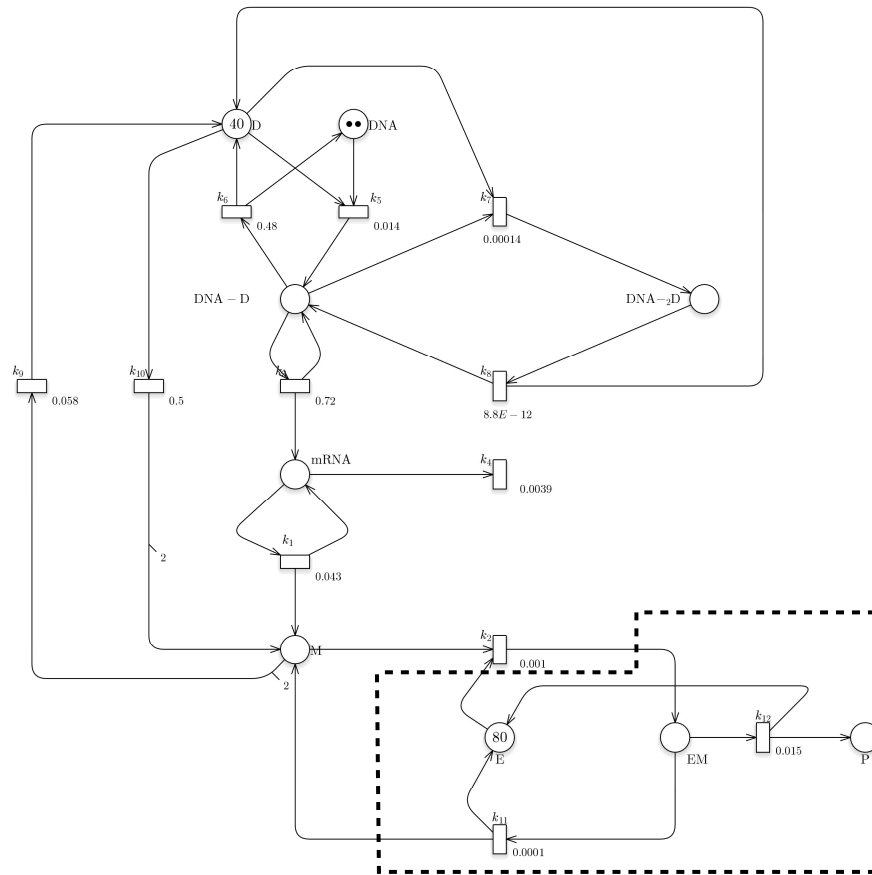 40 D
DNA
k₆
k₅
0.48
0.014
k₇
0.00014
DNA − D
DNA−₂D
k₉
k₁₀
k₈
0.058
0.5
0.72
8.8E − 12
mRNA
k₄
0.0039
k₁
2
0.043
k₂
M
0.001
2
k₁₂
80
0.015
E
EM
P
k₁₁
0.0001